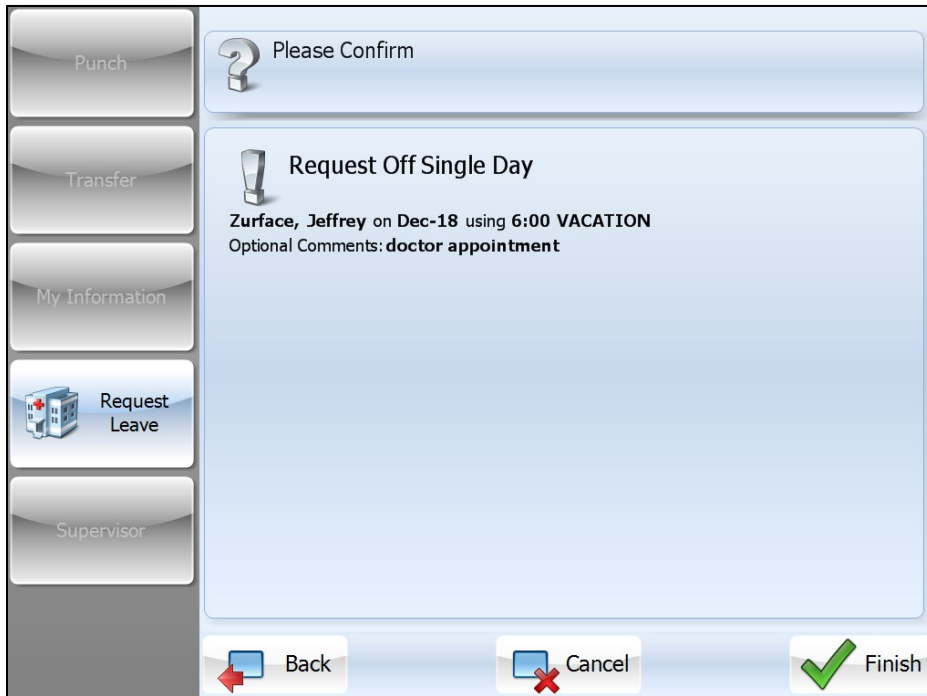 Punch
Transfer
My Information
Request
Leave
Supervisor
Please Confirm
Request Off Single Day
Zurface, Jeffrey on Dec-18 using 6:00 VACATION
Optional Comments: doctor appointment
Back
Cancel
Finish